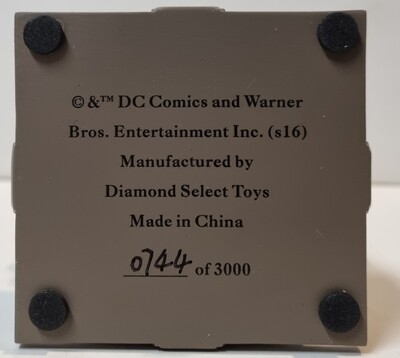 ©&™ DC Comics and Warner
Bros. Entertainment Inc. (s16)
Manufactured by
Diamond Select Toys
Made in China
0744 of 3000